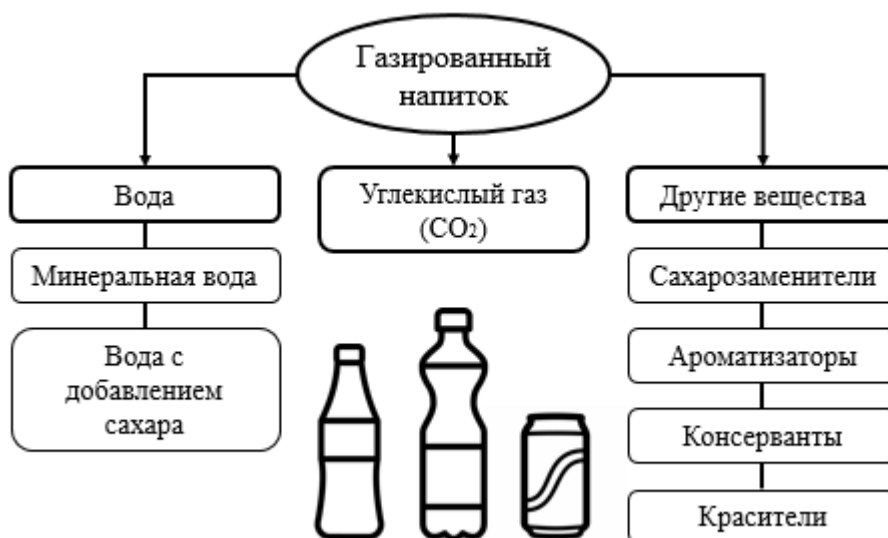 Газированный
напиток
Вода
Углекислый газ
(CO₂)
Другие вещества
Минеральная вода
Сахарозаменители
Вода с
добавлением
сахара
Ароматизаторы
Консерванты
Красители